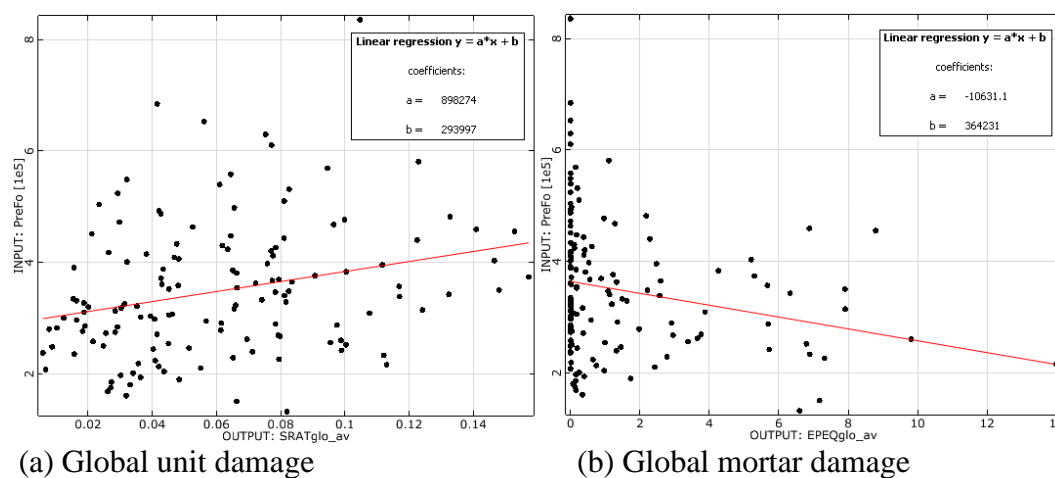 8
6
4
2
INPUT: PreFo [1e5]
0.02 0.04 0.06 0.08 0.1 0.12 0.14
OUTPUT: SRATglo_av
Linear regression y = a*x + b
coefficients:
a = 898274
b = 293997
(a) Global unit damage
8
6
4
2
INPUT: PreFo [1e5]
0 2 4 6 8 10 12 1
OUTPUT: EPEQglo_av
Linear regression y = a*x + b
coefficients:
a = -10631.1
b = 364231
(b) Global mortar damage